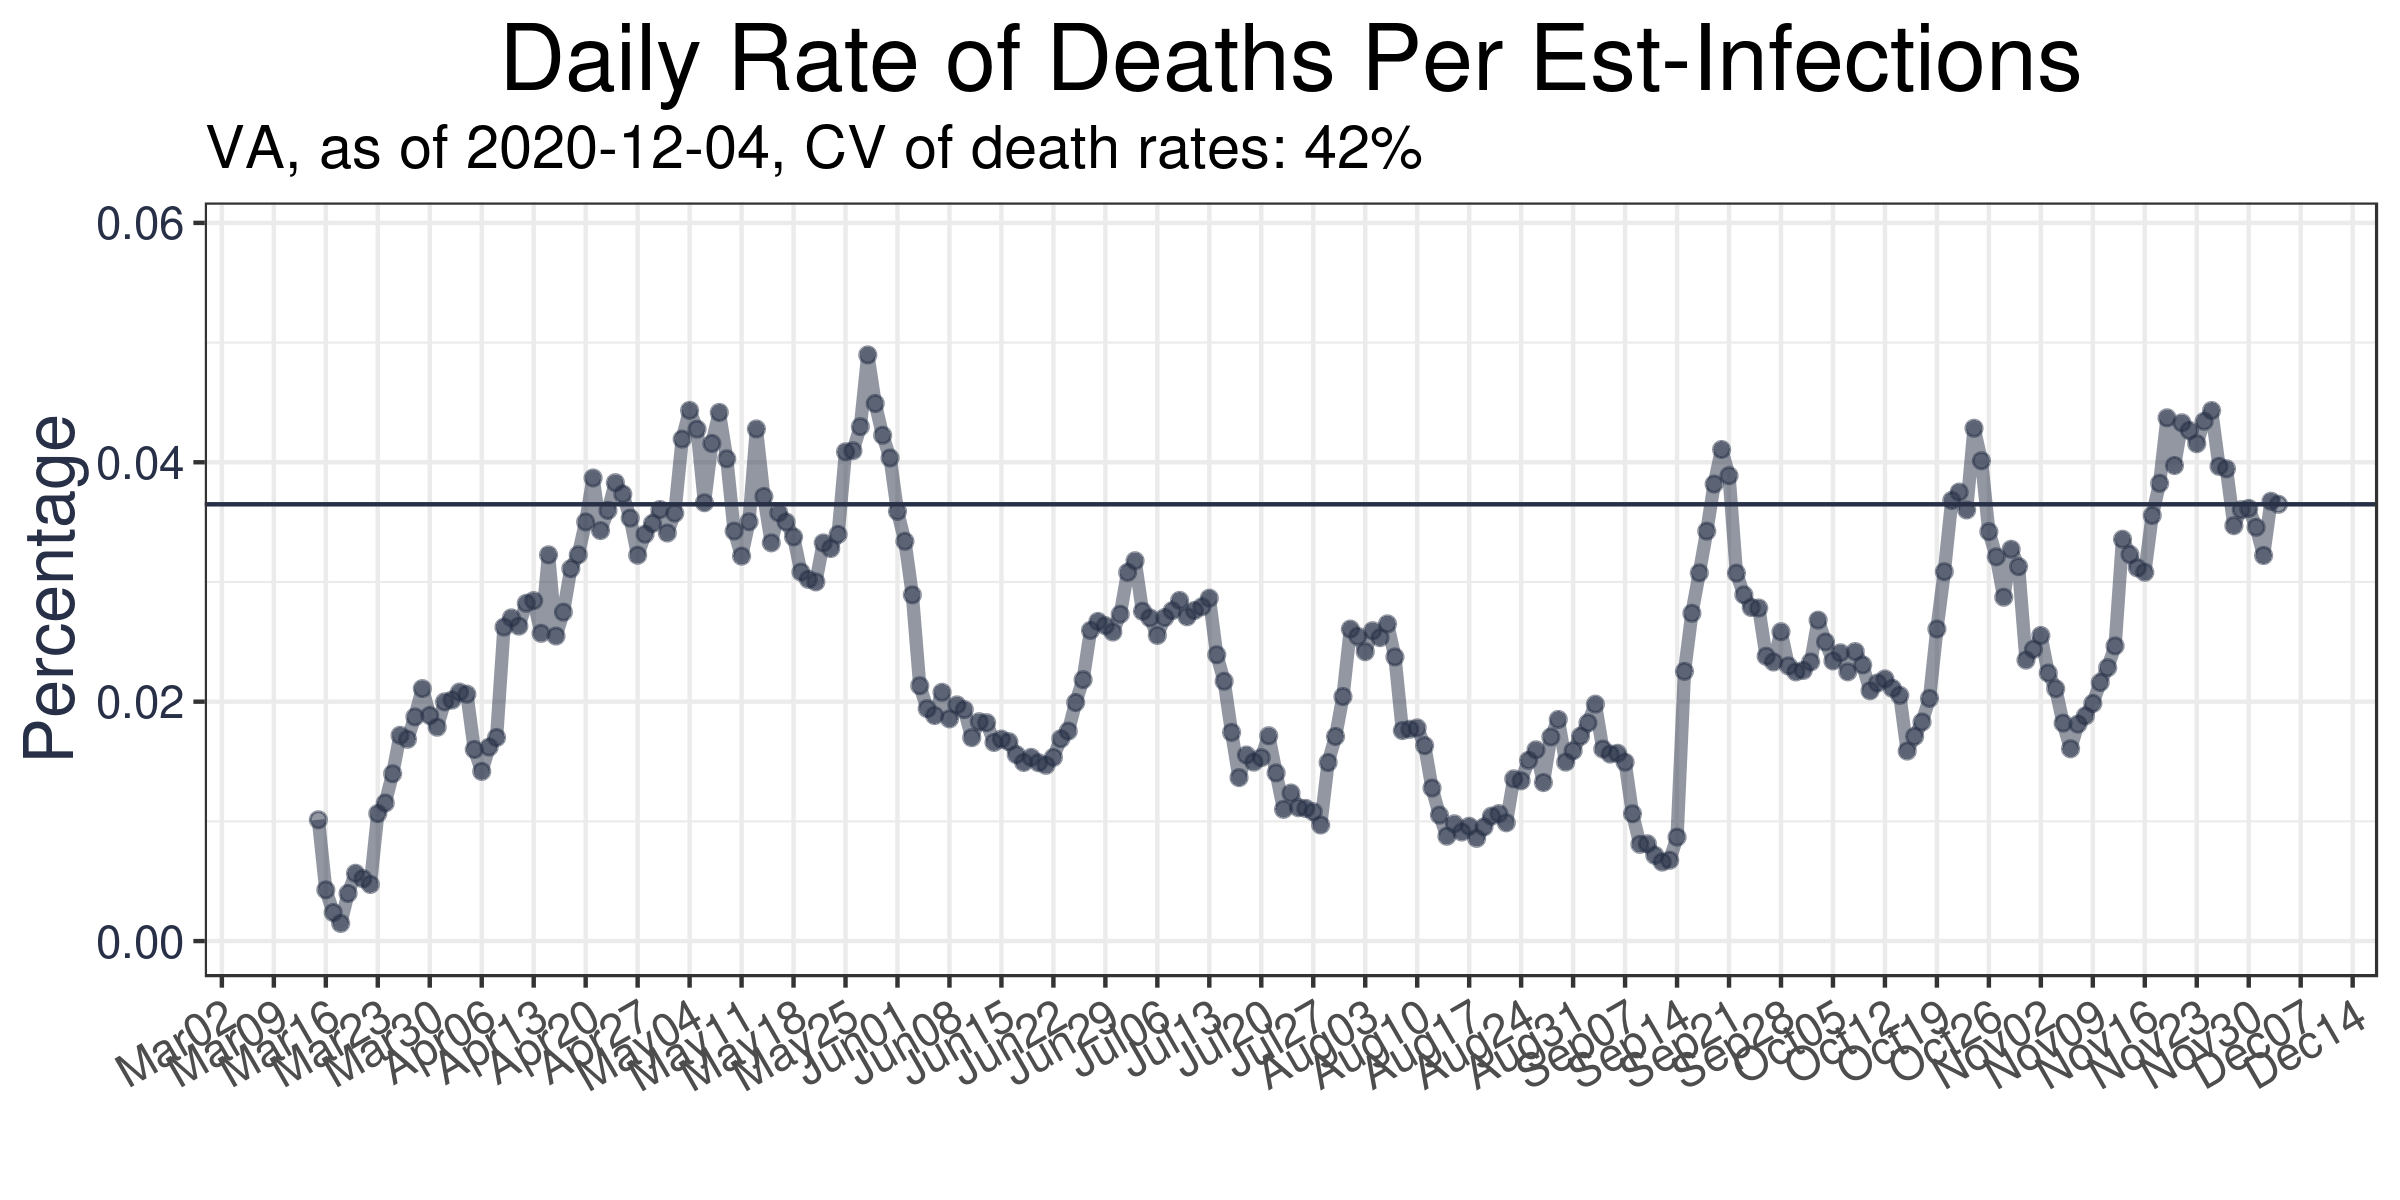 Daily Rate of Deaths Per Est-Infections
VA, as of 2020-12-04, CV of death rates: 42%
Percentage
0.06
0.04
0.02
0.00
Mar02
Mar09
Mar16
Mar23
Mar30
Apr06
Apr13
Apr20
Apr27
May04
May11
May18
May25
Jun01
Jun08
Jun15
Jun22
Jun29
Jul06
Jul13
Jul20
Jul27
Aug03
Aug10
Aug17
Aug24
Aug31
Sep07
Sep14
Sep21
Sep28
Oct05
Oct12
Oct19
Oct26
Nov02
Nov09
Nov16
Nov23
Nov30
Dec07
Dec14